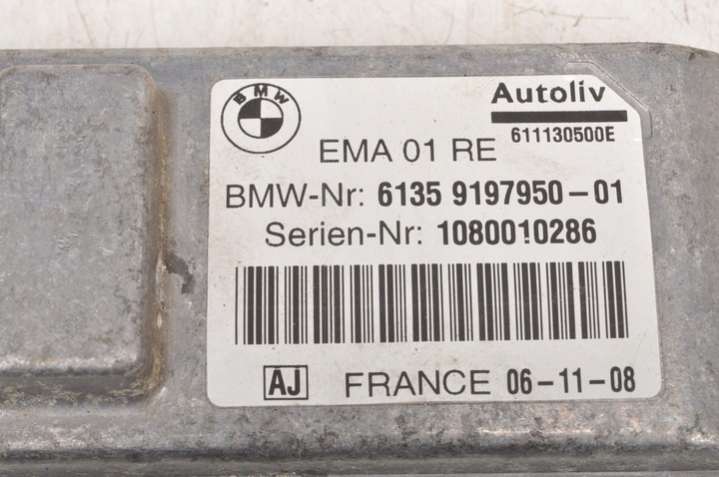 BMW
Autoliv
611130500E
EMA 01 RE
BMW-Nr: 6135 9197950-01
Serien-Nr: 1080010286
AJ FRANCE 06-11-08